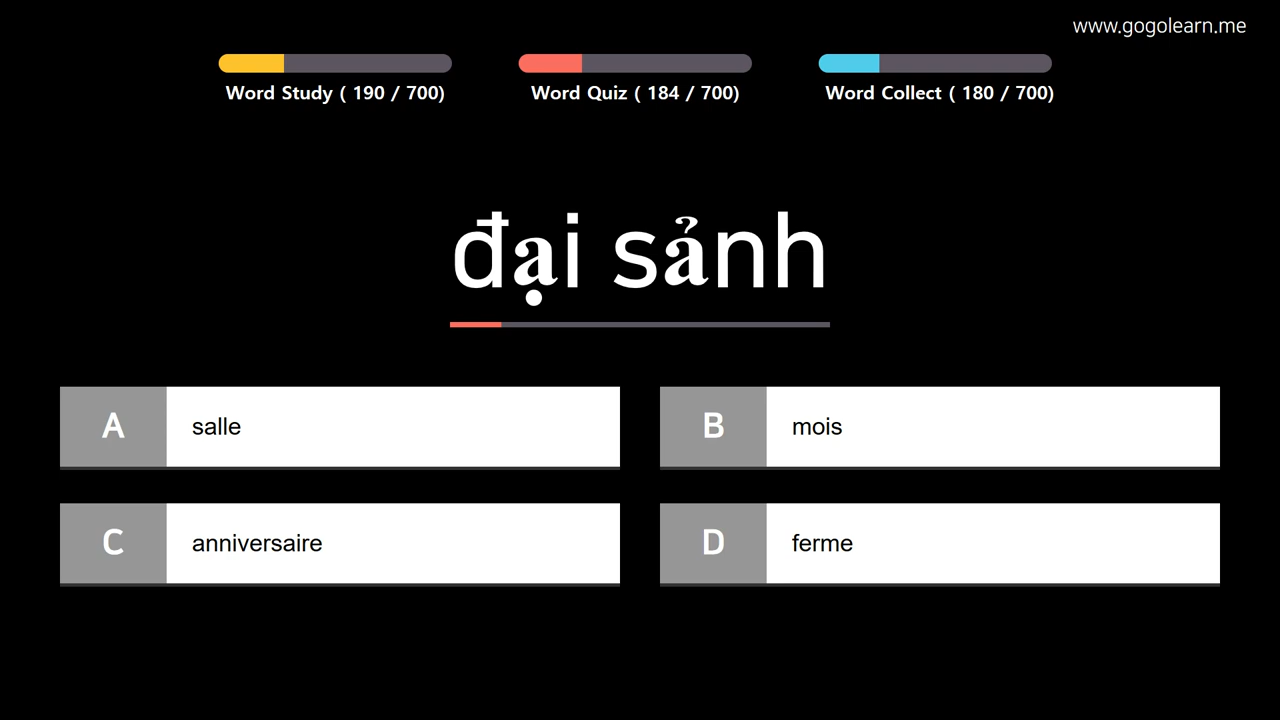 www.gogolearn.me
Word Study ( 190 / 700)
Word Quiz ( 184 / 700)
Word Collect ( 180 / 700)
đại sảnh
A
salle
B
mois
C
anniversaire
D
ferme